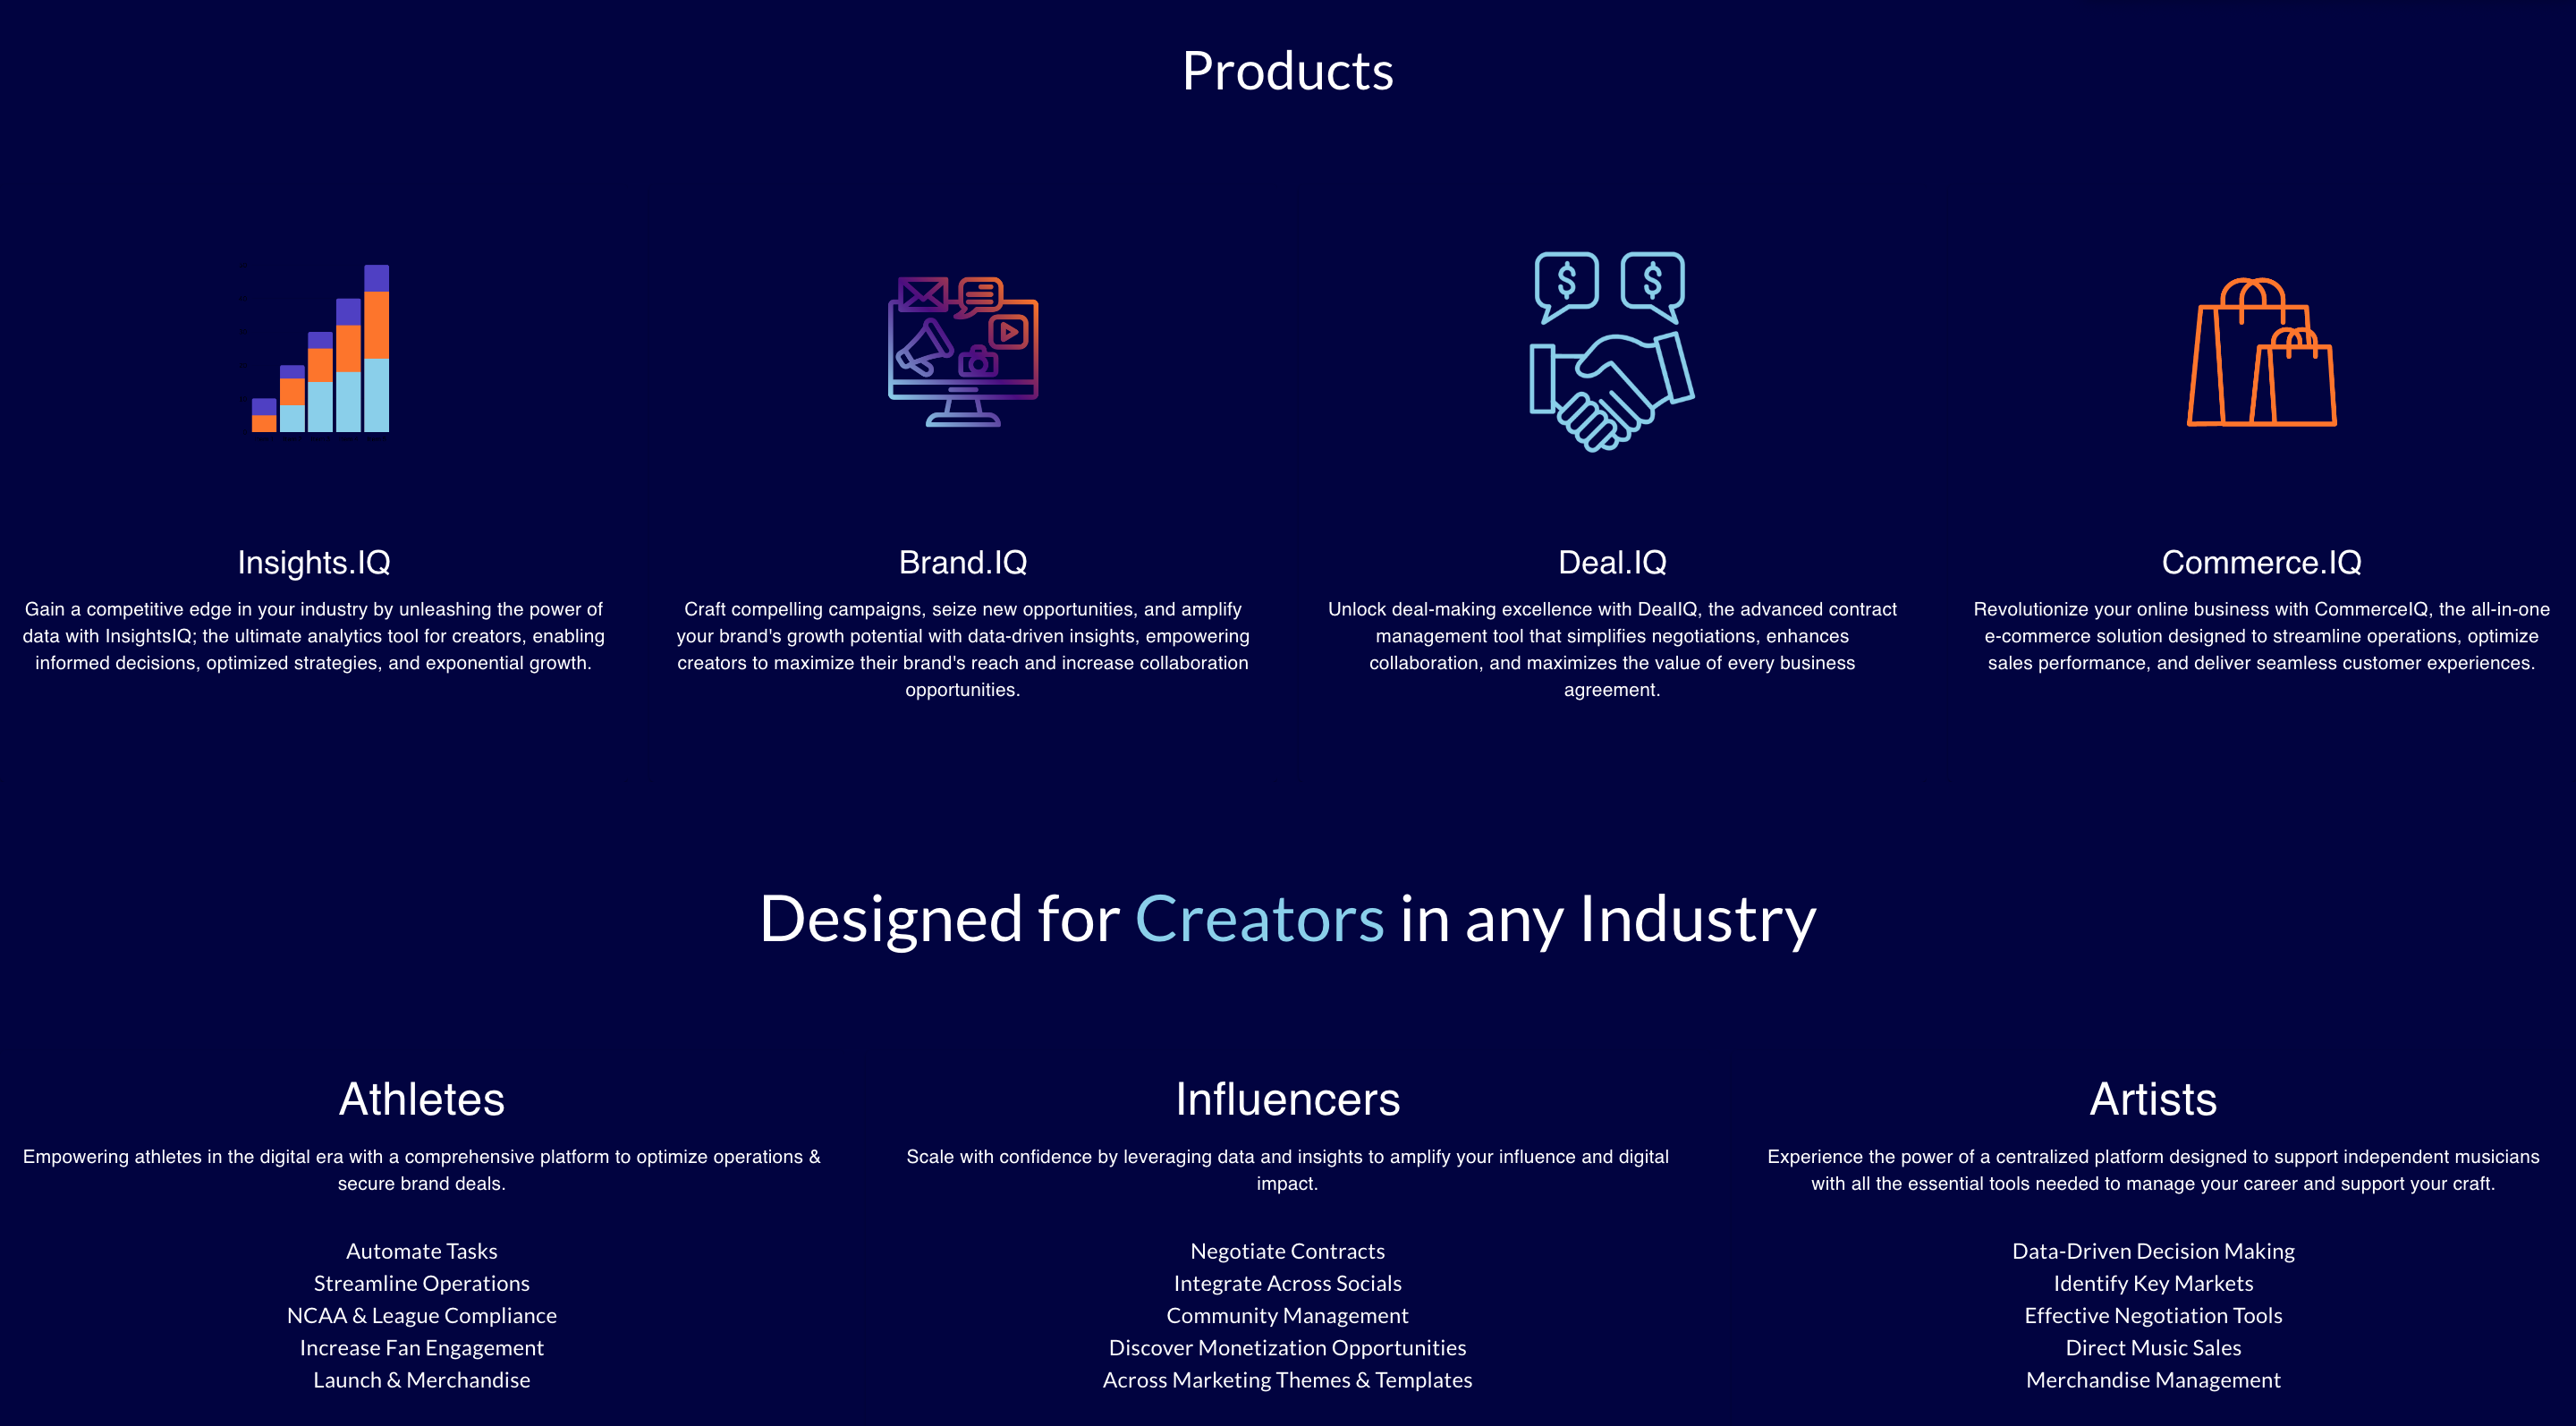 Products
$ $
Insights.IQ
Gain a competitive edge in your industry by unleashing the power of
data with InsightsIQ; the ultimate analytics tool for creators, enabling
informed decisions, optimized strategies, and exponential growth.
Brand.IQ
Craft compelling campaigns, seize new opportunities, and amplify
your brand's growth potential with data-driven insights, empowering
creators to maximize their brand's reach and increase collaboration
opportunities.
Deal.IQ
Unlock deal-making excellence with DealIQ, the advanced contract
management tool that simplifies negotiations, enhances
collaboration, and maximizes the value of every business
agreement.
Commerce.IQ
Revolutionize your online business with CommerceIQ, the all-in-one
e-commerce solution designed to streamline operations, optimize
sales performance, and deliver seamless customer experiences.
Designed for Creators in any Industry
Athletes
Empowering athletes in the digital era with a comprehensive platform to optimize operations &
secure brand deals.
Automate Tasks
Streamline Operations
NCAA & League Compliance
Increase Fan Engagement
Launch & Merchandise
Influencers
Scale with confidence by leveraging data and insights to amplify your influence and digital
impact.
Negotiate Contracts
Integrate Across Socials
Community Management
Discover Monetization Opportunities
Across Marketing Themes & Templates
Artists
Experience the power of a centralized platform designed to support independent musicians
with all the essential tools needed to manage your career and support your craft.
Data-Driven Decision Making
Identify Key Markets
Effective Negotiation Tools
Direct Music Sales
Merchandise Management